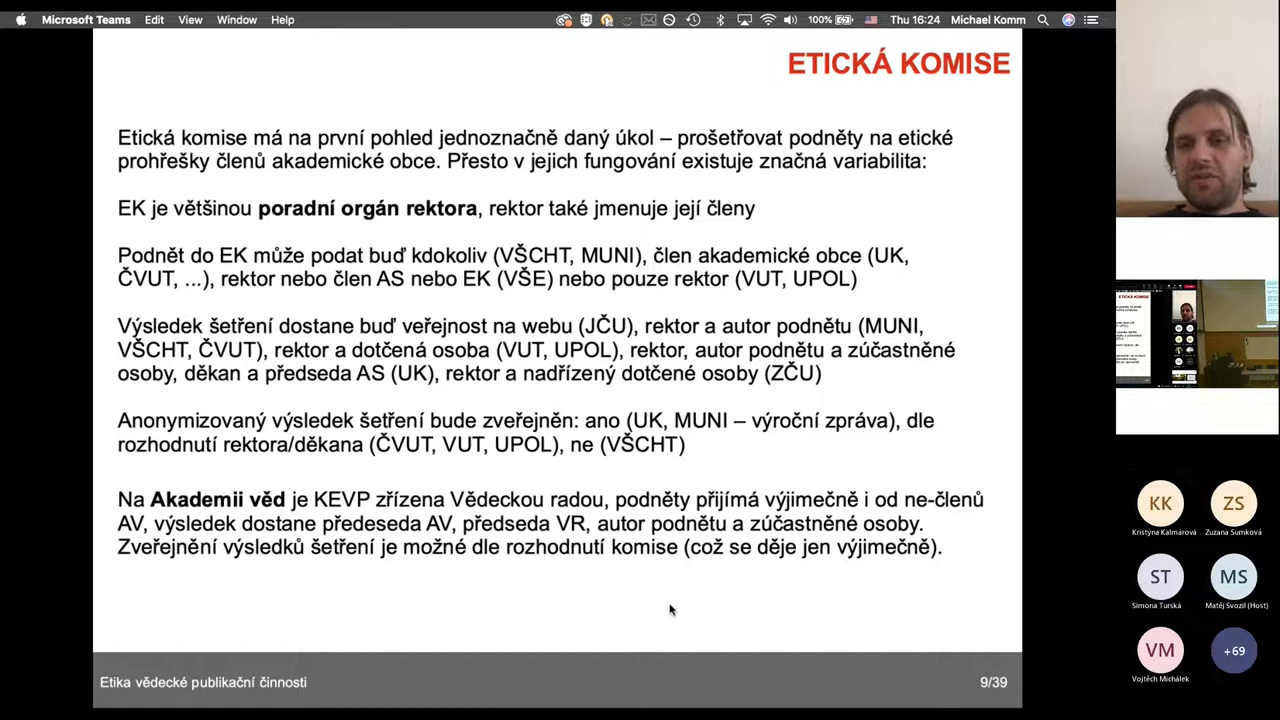 Microsoft Teams Edit View Window Help
100% Thu 16:24 Michael Komm
ETICKÁ KOMISE
Etická komise má na první pohled jednoznačně daný úkol – prošetřovat podněty na etické
prohřešky členů akademické obce. Přesto v jejich fungování existuje značná variabilita:
EK je většinou poradní orgán rektora, rektor také jmenuje její členy
Podnět do EK může podat buď kdokoliv (VŠCHT, MUNI), člen akademické obce (UK,
ČVUT, ...), rektor nebo člen AS nebo EK (VŠE) nebo pouze rektor (VUT, UPOL)
Výsledek šetření dostane buď veřejnost na webu (JČU), rektor a autor podnětu (MUNI,
VŠCHT, ČVUT), rektor a dotčená osoba (VUT, UPOL), rektor, autor podnětu a zúčastněné
osoby, děkan a předseda AS (UK), rektor a nadřízený dotčené osoby (ZČU)
Anonymizovaný výsledek šetření bude zveřejněn: ano (UK, MUNI – výroční zpráva), dle
rozhodnutí rektora/děkana (ČVUT, VUT, UPOL), ne (VŠCHT)
Na Akademii věd je KEVP zřízena Vědeckou radou, podněty přijímá výjimečně i od ne-členů
AV, výsledek dostane předeseda AV, předseda VR, autor podnětu a zúčastněné osoby.
Zveřejnění výsledků šetření je možné dle rozhodnutí komise (což se děje jen výjimečně).
Etika vědecké publikační činnosti
9/39
ETICKÁ KOMISE
KK ZS
Kristýna Kalmárová Zuzana Sumková
ST MS
Simona Turská Matěj Svozil (Host)
VM +69
Vojtěch Michálek